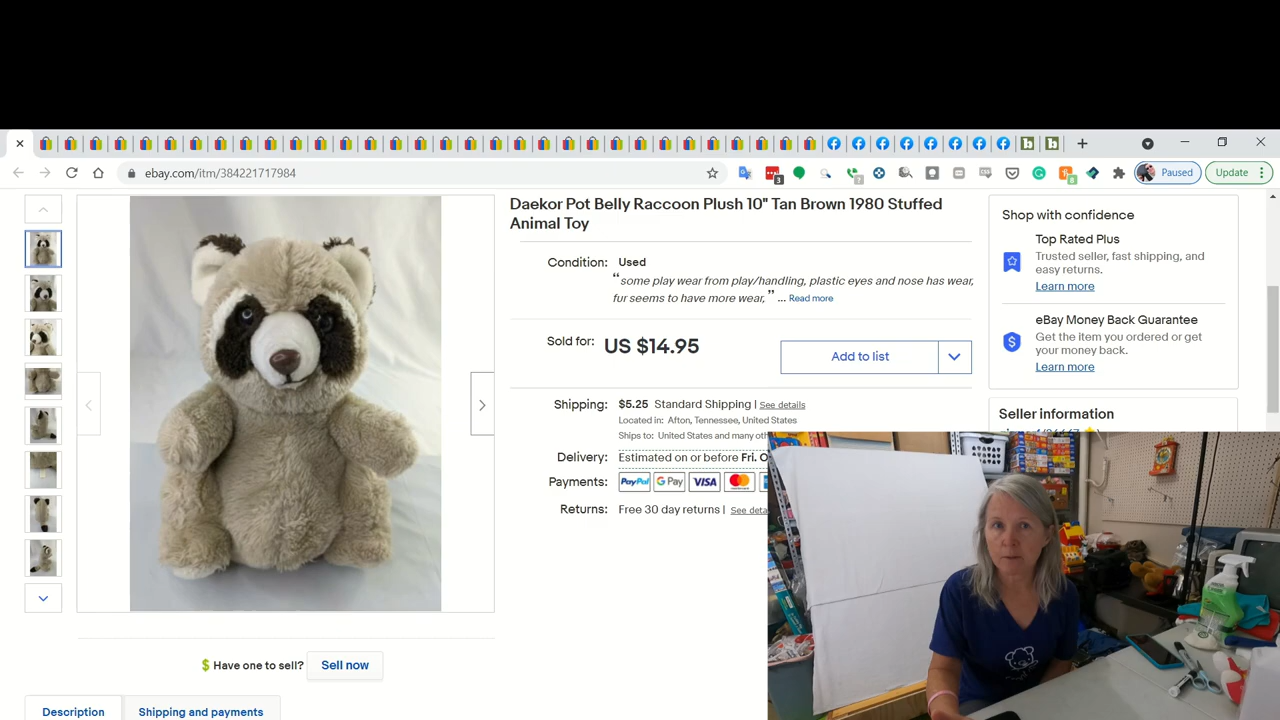 ebay.com/itm/384221717984
Paused
Update
3
7
8
Daekor Pot Belly Raccoon Plush 10" Tan Brown 1980 Stuffed
Animal Toy
Condition: Used
“some play wear from play/handling, plastic eyes and nose has wear,
fur seems to have more wear, ” ... Read more
Sold for: US $14.95
Add to list
Shipping: $5.25 Standard Shipping | See details
Located in: Afton, Tennessee, United States
Ships to: United States and many oth
Delivery: Estimated on or before Fri. O
Payments: PayPal G Pay VISA
Returns: Free 30 day returns | See deta
Shop with confidence
Top Rated Plus
Trusted seller, fast shipping, and
easy returns.
Learn more
eBay Money Back Guarantee
Get the item you ordered or get
your money back.
Learn more
Seller information
Have one to sell? Sell now
Description
Shipping and payments